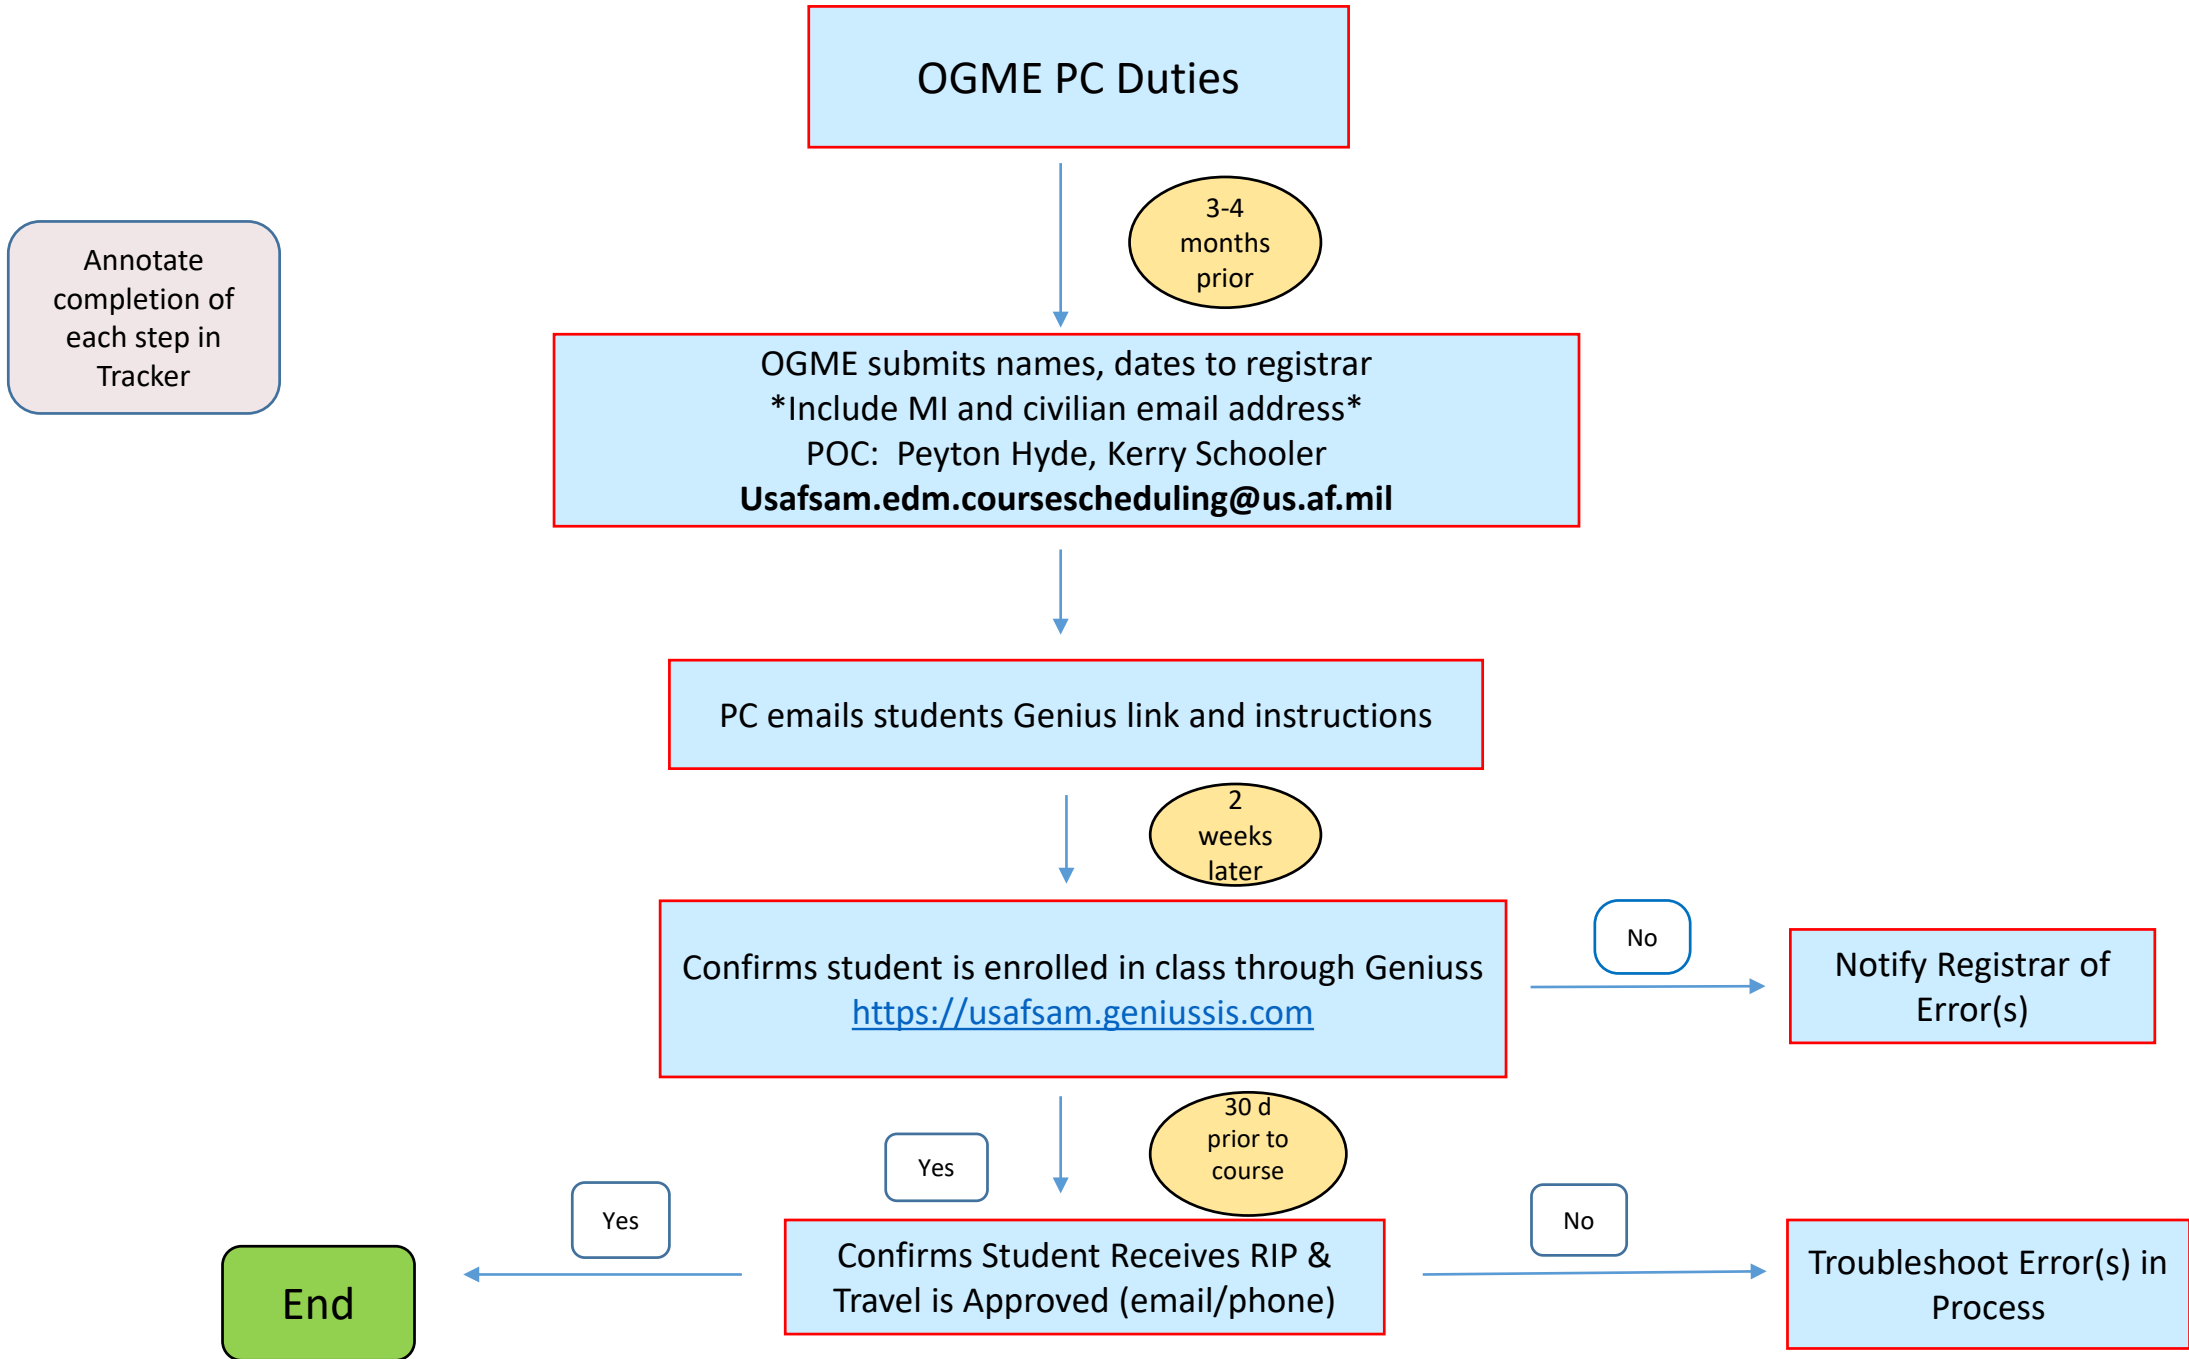 OGME PC Duties
3-4
months
prior
Annotate
completion of
each step in
Tracker
OGME submits names, dates to registrar
*Include MI and civilian email address*
POC:  Peyton Hyde, Kerry Schooler
Usafsam.edm.coursescheduling@us.af.mil
PC emails students Genius link and instructions
2
weeks
later
Confirms student is enrolled in class through Geniuss
https://usafsam.geniussis.com
No
Notify Registrar of
Error(s)
30 d
prior to
course
Yes
Yes
No
Confirms Student Receives RIP &
Travel is Approved (email/phone)
End
Troubleshoot Error(s) in
Process